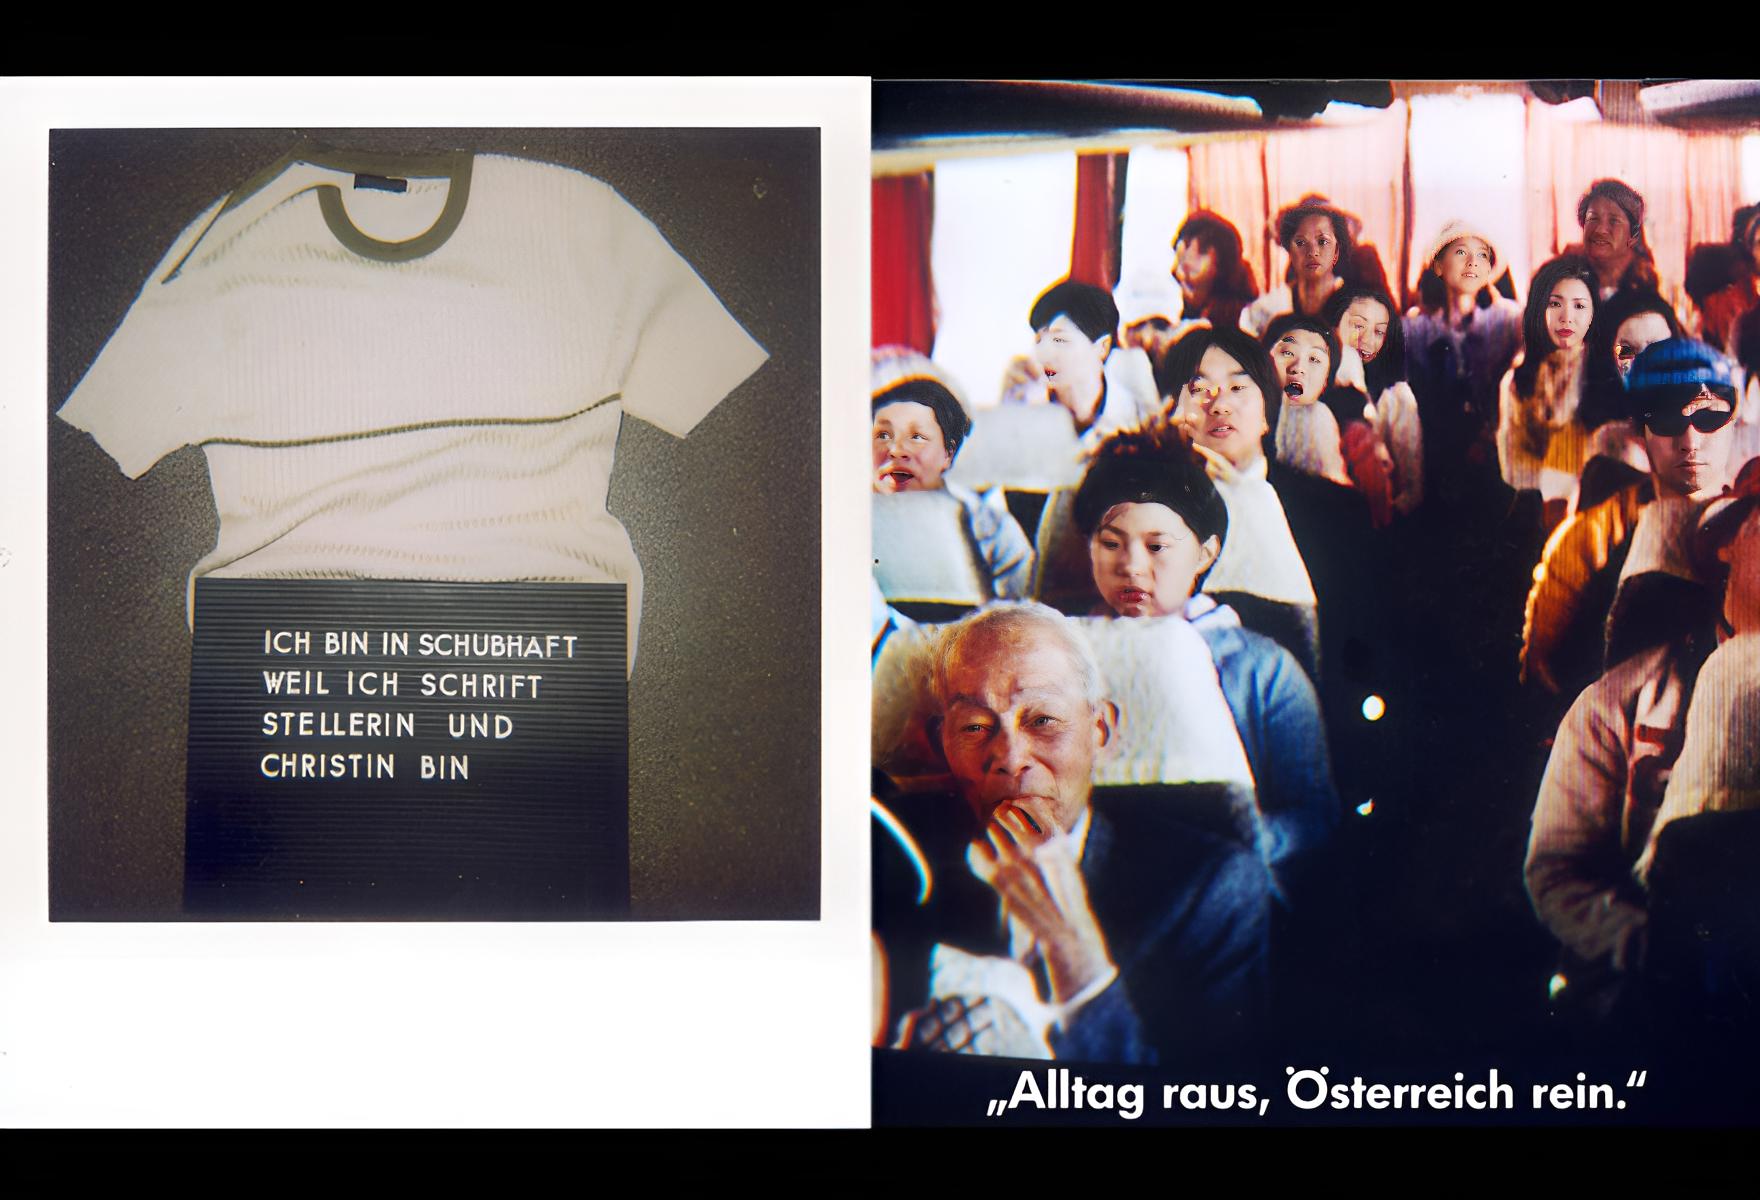 ICH BIN IN SCHUBHAFT
WEIL ICH SCHRIFT
STELLERIN UND
CHRISTIN BIN
„Alltag raus, Österreich rein.“